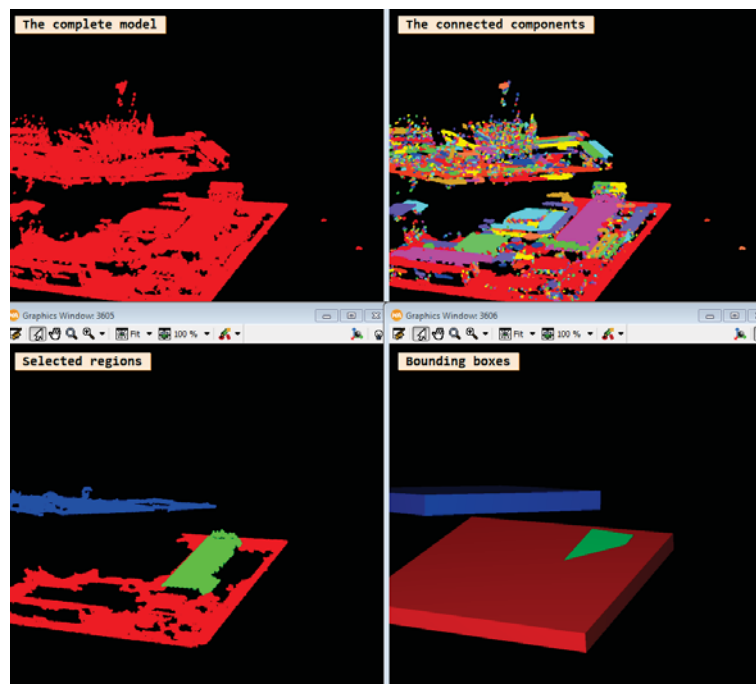 The complete model
The connected components
Graphics Window: 3605
Graphics Window: 3606
Fit
100 %
Fit
100 %
Selected regions
Bounding boxes